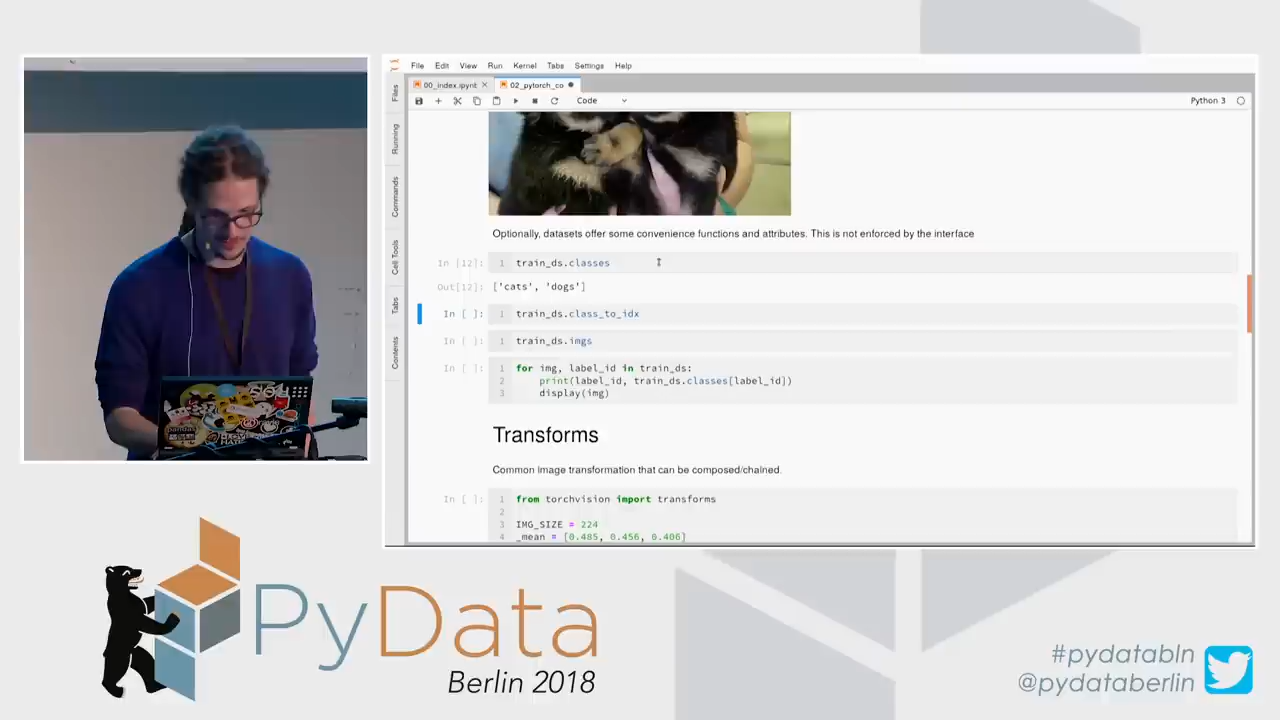 File Edit View Run Kernel Tabs Settings Help
00_index.ipynb × 02_pytorch_co
Code
Python 3
Files
Running
Commands
Cell Tools
Tabs
Contents
Optionally, datasets offer some convenience functions and attributes. This is not enforced by the interface
In [12]: 1 train_ds.classes
Out[12]: ['cats', 'dogs']
In [ ]: 1 train_ds.class_to_idx
In [ ]: 1 train_ds.imgs
In [ ]: 1 for img, label_id in train_ds:
2 print(label_id, train_ds.classes[label_id])
3 display(img)
Transforms
Common image transformation that can be composed/chained.
In [ ]: 1 from torchvision import transforms
2
3 IMG_SIZE = 224
4 _mean = [0.485, 0.456, 0.406]
PyData
Berlin 2018
#pydatabln
@pydataberlin